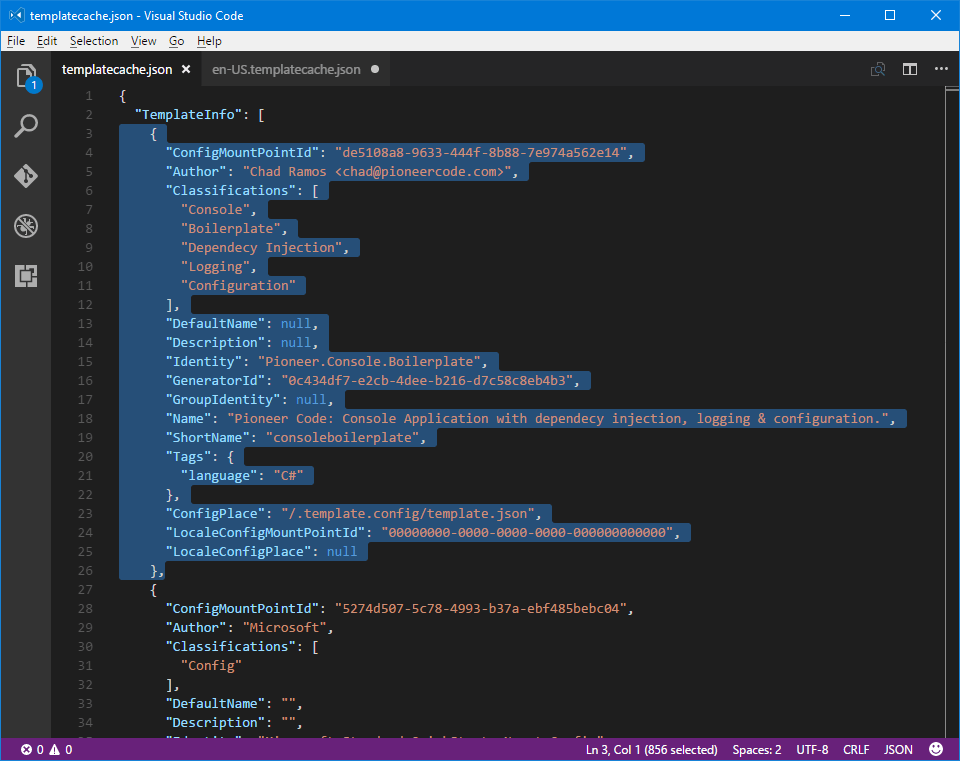 templatecache.json - Visual Studio Code
File Edit Selection View Go Help
templatecache.json en-US.templatecache.json
1
1 {
2 "TemplateInfo": [
3 {
4 "ConfigMountPointId": "de5108a8-9633-444f-8b88-7e974a562e14",
5 "Author": "Chad Ramos <chad@pioneercode.com>",
6 "Classifications": [
7 "Console",
8 "Boilerplate",
9 "Dependecy Injection",
10 "Logging",
11 "Configuration"
12 ],
13 "DefaultName": null,
14 "Description": null,
15 "Identity": "Pioneer.Console.Boilerplate",
16 "GeneratorId": "0c434df7-e2cb-4dee-b216-d7c58c8eb4b3",
17 "GroupIdentity": null,
18 "Name": "Pioneer Code: Console Application with dependecy injection, logging & configuration.",
19 "ShortName": "consoleboilerplate",
20 "Tags": {
21 "language": "C#"
22 },
23 "ConfigPlace": "/.template.config/template.json",
24 "LocaleConfigMountPointId": "00000000-0000-0000-0000-000000000000",
25 "LocaleConfigPlace": null
26 },
27 {
28 "ConfigMountPointId": "5274d507-5c78-4993-b37a-ebf485bebc04",
29 "Author": "Microsoft",
30 "Classifications": [
31 "Config"
32 ],
33 "DefaultName": "",
34 "Description": "",
0 0 Ln 3, Col 1 (856 selected) Spaces: 2 UTF-8 CRLF JSON